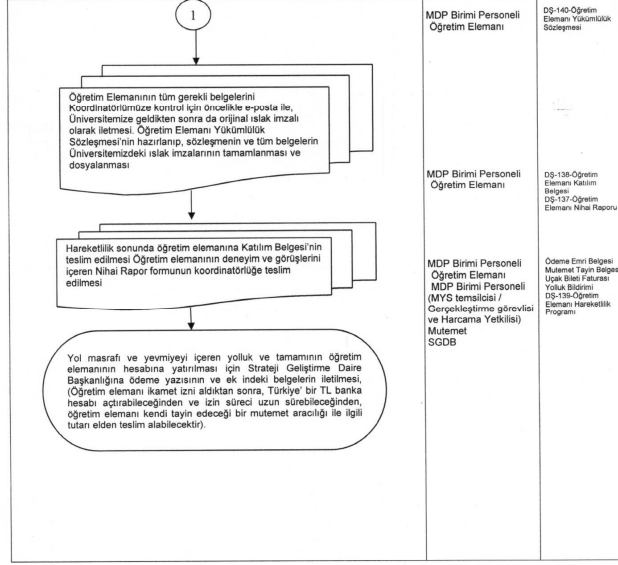 1
MDP Birimi Personeli
Öğretim Elemanı
DŞ-140-Öğretim
Elemanı Yükümlülük
Sözleşmesi
Öğretim Elemanının tüm gerekli belgelerini
Koordinatörlümüze kontrol için öncelikle e-posta ile,
Üniversitemize geldikten sonra da orijinal ıslak imzalı
olarak iletmesi. Öğretim Elemanı Yükümlülük
Sözleşmesi'nin hazırlanıp, sözleşmenin ve tüm belgelerin
Üniversitemizdeki ıslak imzalarının tamamlanması ve
dosyalanması
MDP Birimi Personeli
Öğretim Elemanı
DŞ-138-Öğretim
Elemanı Katılım
Belgesi
DŞ-137-Öğretim
Elemanı Nihai Raporu
Hareketlilik sonunda öğretim elemanına Katılım Belgesi'nin
teslim edilmesi Öğretim elemanının deneyim ve görüşlerini
içeren Nihai Rapor formunun koordinatörlüğe teslim
edilmesi
MDP Birimi Personeli
Öğretim Elemanı
MDP Birimi Personeli
(MYS temsilcisi /
Gerçekleştirme görevlisi
ve Harcama Yetkilisi)
Mutemet
SGDB
Ödeme Emri Belgesi
Mutemet Tayin Belges
Uçak Bileti Faturası
Yolluk Bildirimi
DŞ-139-Öğretim
Elemanı Hareketlilik
Programı
Yol masrafı ve yevmiyeyi içeren yolluk ve tamamının öğretim
elemanının hesabına yatırılması için Strateji Geliştirme Daire
Başkanlığına ödeme yazısının ve ek indeki belgelerin iletilmesi,
(Öğretim elemanı ikamet izni aldıktan sonra, Türkiye' bir TL banka
hesabı açtırabileceğinden ve izin süreci uzun sürebileceğinden,
öğretim elemanı kendi tayin edeceği bir mutemet aracılığı ile ilgili
tutarı elden teslim alabilecektir).